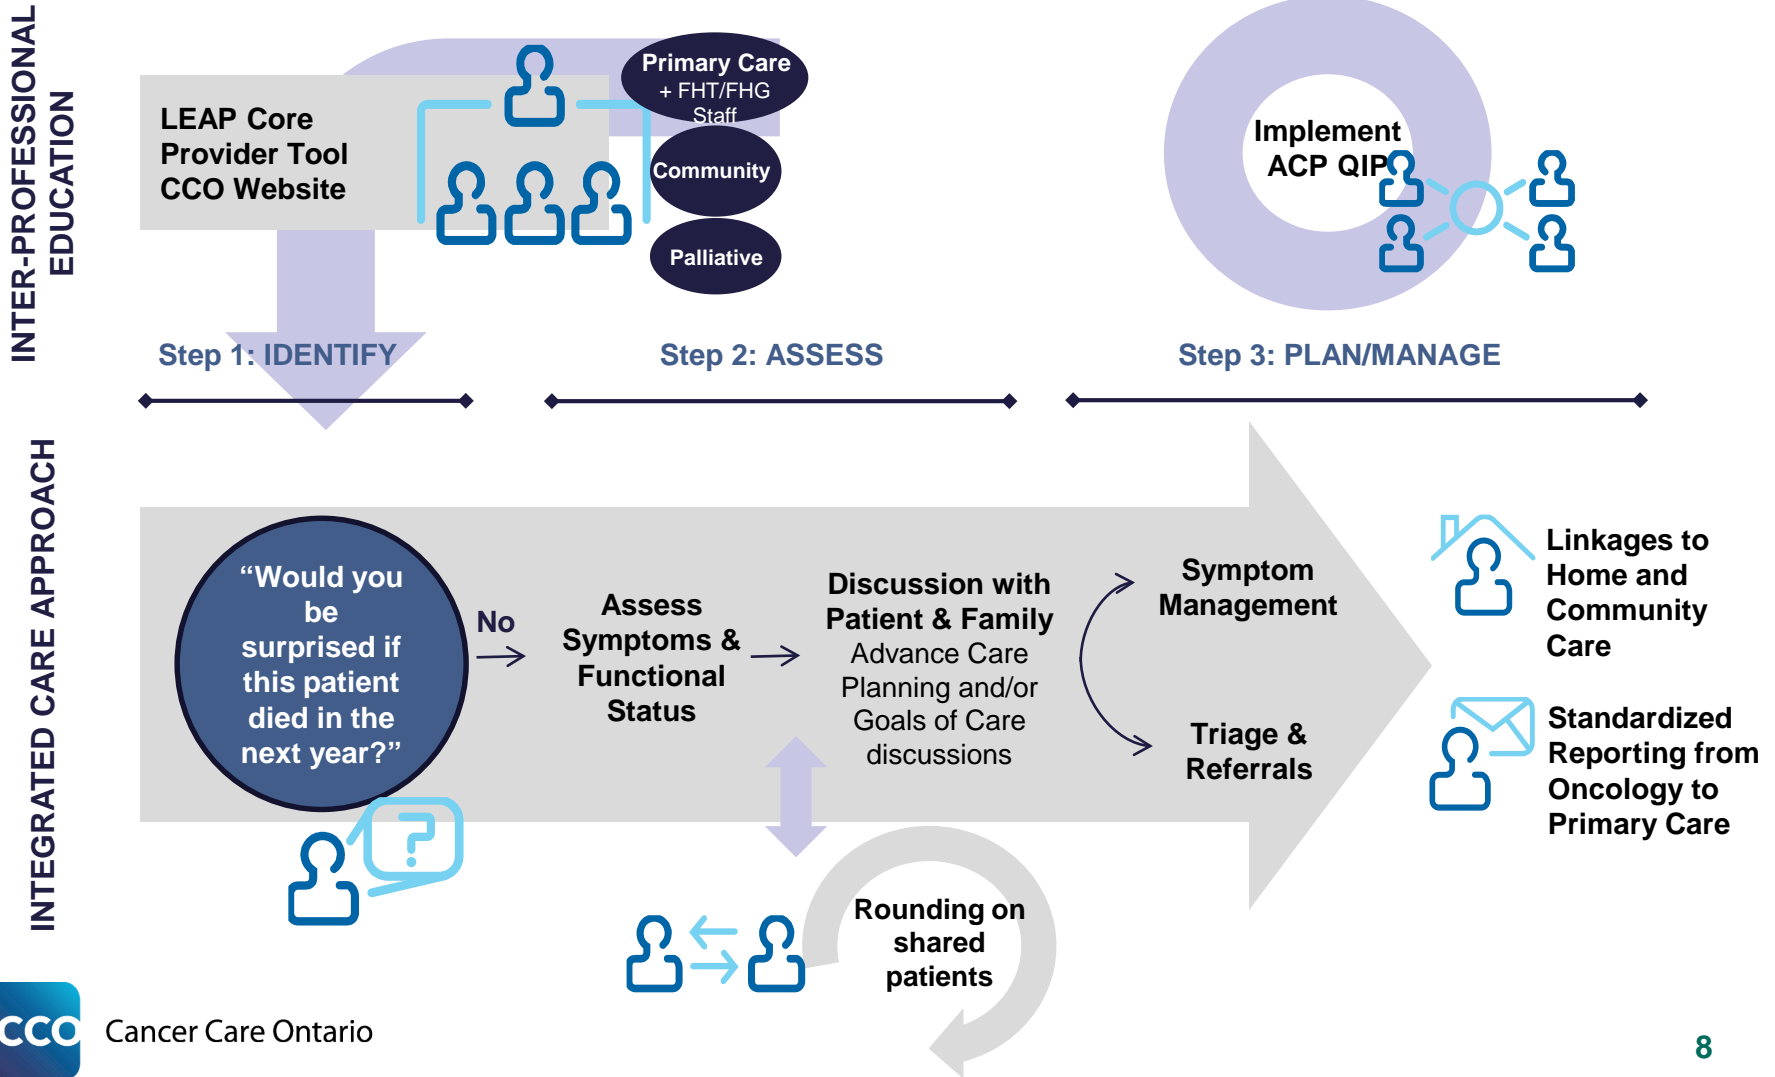 INTER-PROFESSIONAL
EDUCATION
LEAP Core
Provider Tool
CCO Website
Primary Care
+ FHT/FHG
Staff
Community
Palliative
Implement
ACP QIP
Step 1: IDENTIFY
Step 2: ASSESS
Step 3: PLAN/MANAGE
INTEGRATED CARE APPROACH
“Would you
be
surprised if
this patient
died in the
next year?”
No
Assess
Symptoms &
Functional
Status
Discussion with
Patient & Family
Advance Care
Planning and/or
Goals of Care
discussions
Symptom
Management
Triage &
Referrals
Linkages to
Home and
Community
Care
Standardized
Reporting from
Oncology to
Primary Care
?
Rounding on
shared
patients
cco
Cancer Care Ontario
8